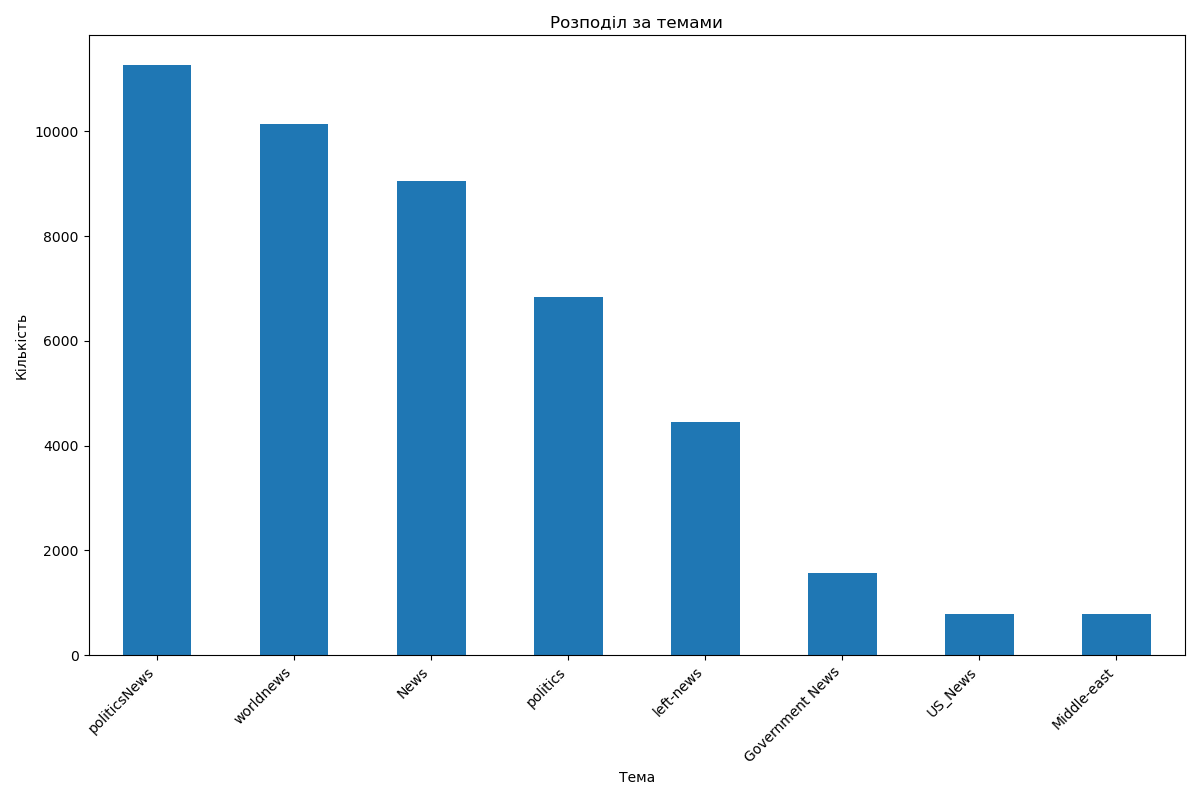 Розподіл за темами
Кількість
10000
8000
6000
4000
2000
0
politicsNews
worldnews
News
politics
left-news
Government News
US_News
Middle-east
Тема